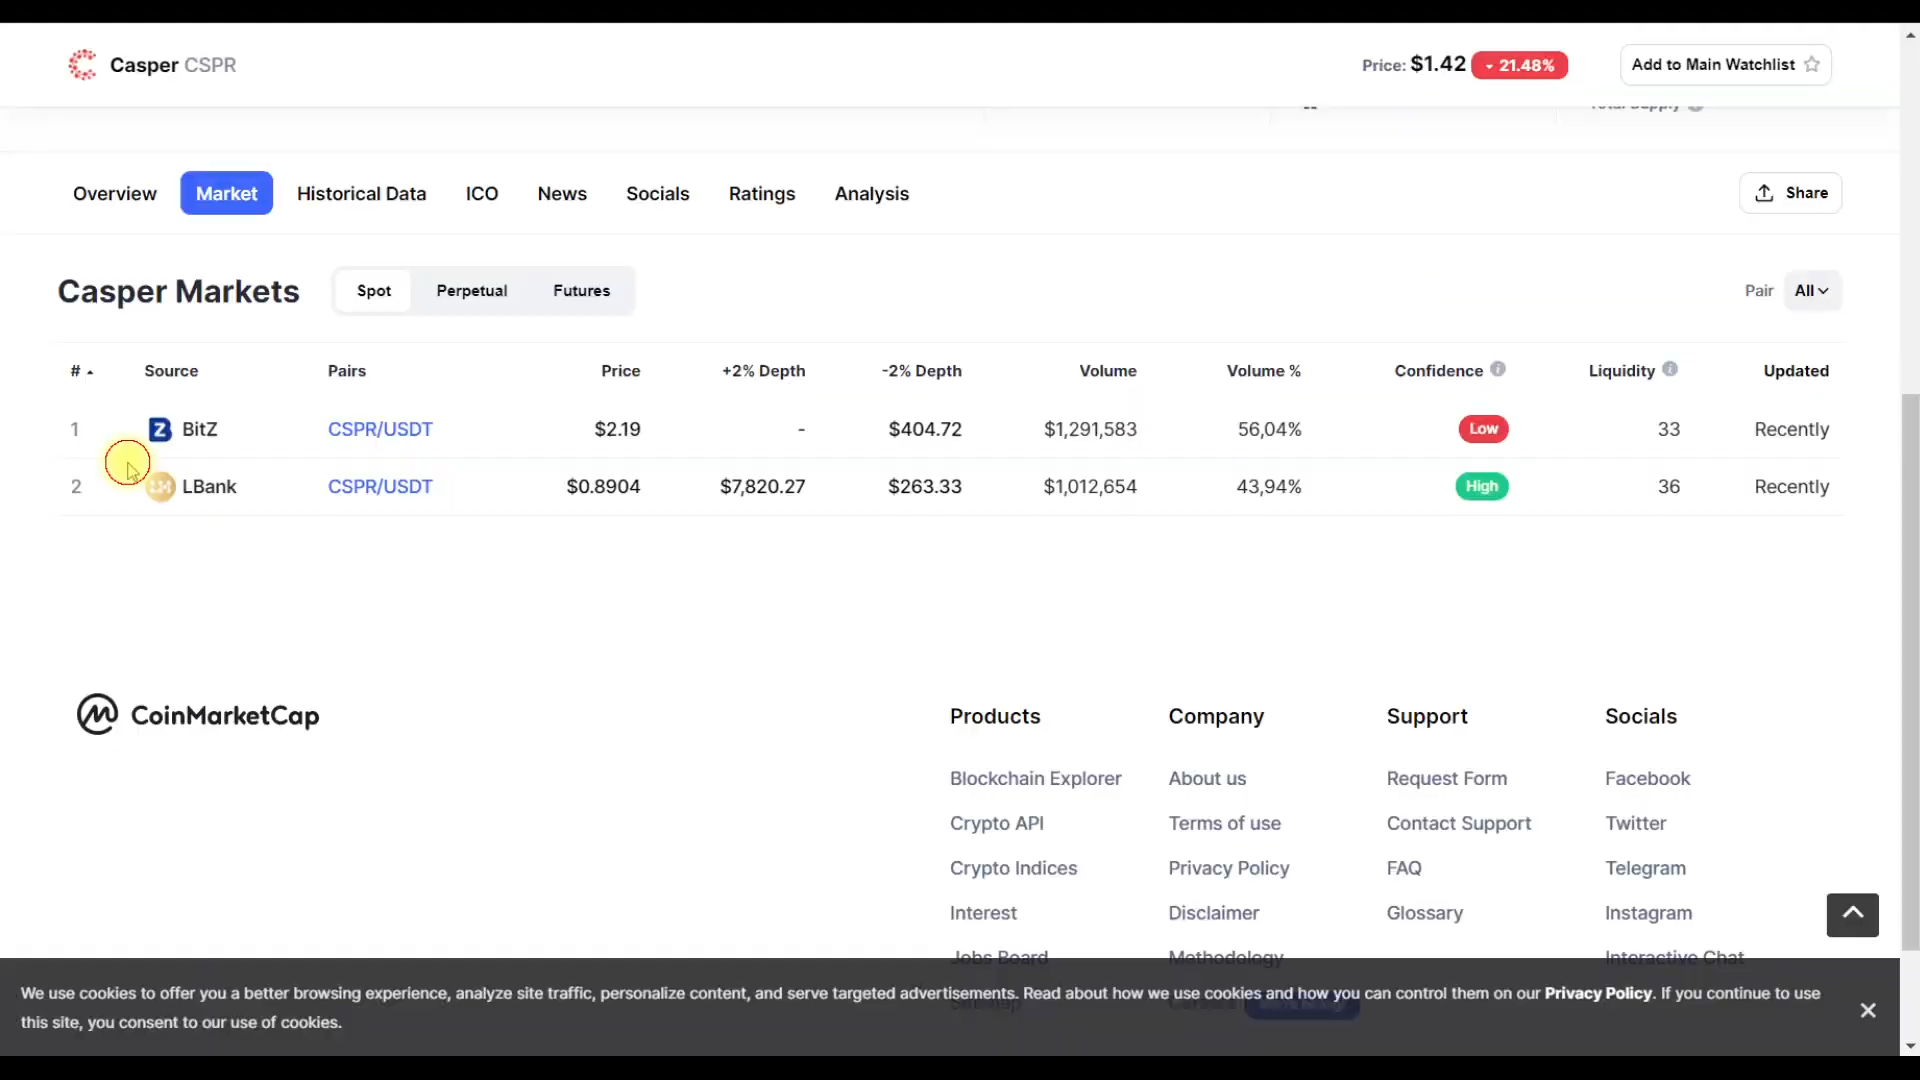 Casper CSPR
Price: $1.42 21.48%
Add to Main Watchlist
Overview Market Historical Data ICO News Socials Ratings Analysis
Share
Casper Markets Spot Perpetual Futures
Pair All
# Source Pairs Price +2% Depth -2% Depth Volume Volume % Confidence Liquidity Updated
1 BitZ CSPR/USDT $2.19 - $404.72 $1,291,583 56,04% Low 33 Recently
2 LBank CSPR/USDT $0.8904 $7,820.27 $263.33 $1,012,654 43,94% High 36 Recently
CoinMarketCap
Products Company Support Socials
Blockchain Explorer About us Request Form Facebook
Crypto API Terms of use Contact Support Twitter
Crypto Indices Privacy Policy FAQ Telegram
Interest Disclaimer Glossary Instagram
Jobs Board Methodology Interactive Chat
We use cookies to offer you a better browsing experience, analyze site traffic, personalize content, and serve targeted advertisements. Read about how we use cookies and how you can control them on our Privacy Policy. If you continue to use
this site, you consent to our use of cookies.